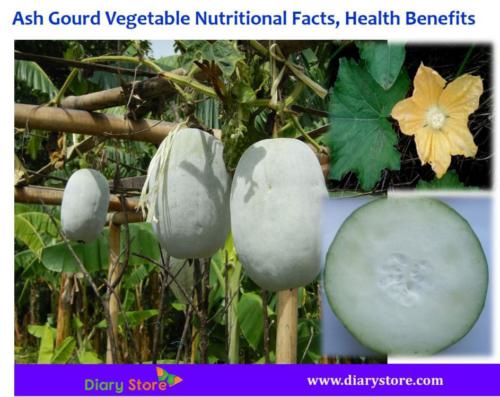 Ash Gourd Vegetable Nutritional Facts, Health Benefits
Diary Store
www.diarystore.com